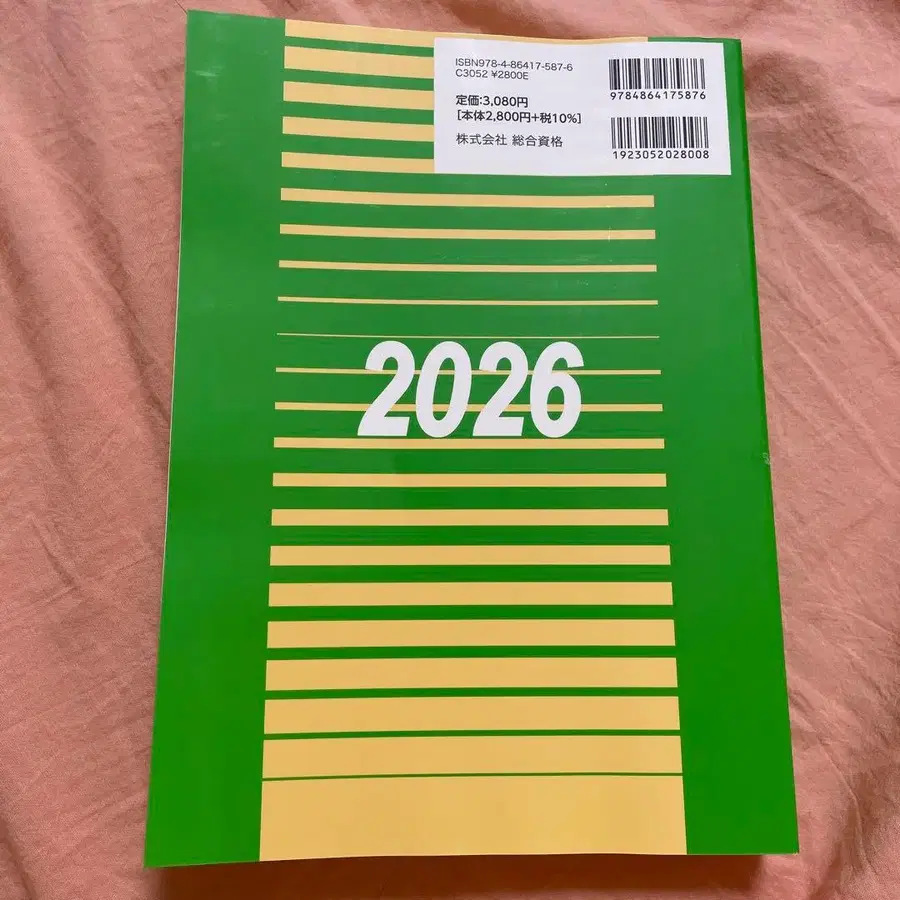 ISBN978-4-86417-587-6
C3052 ¥2800E
定価:3,080円
[本体2,800円+税10%]
株式会社 総合資格
9784864175876
1923052028008
2026